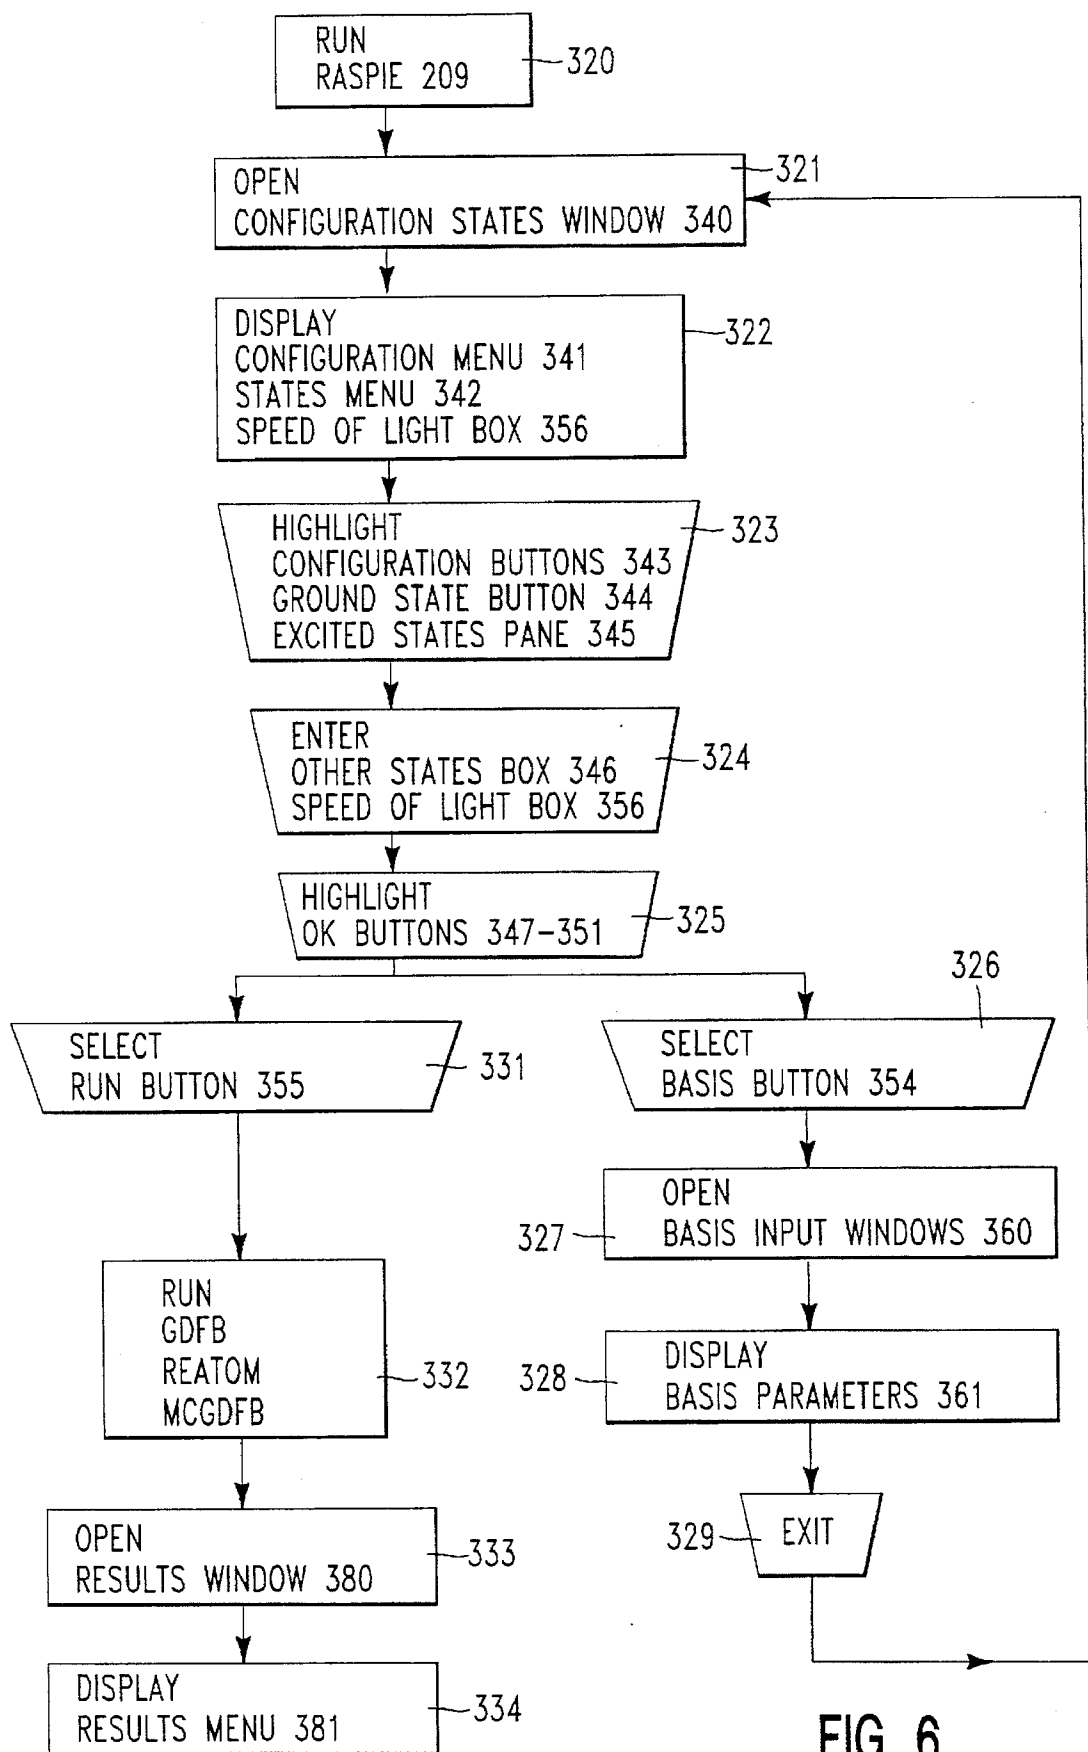 RUN
RASPIE 209
320
OPEN
CONFIGURATION STATES WINDOW 340
321
DISPLAY
CONFIGURATION MENU 341
STATES MENU 342
SPEED OF LIGHT BOX 356
322
HIGHLIGHT
CONFIGURATION BUTTONS 343
GROUND STATE BUTTON 344
EXCITED STATES PANE 345
323
ENTER
OTHER STATES BOX 346
SPEED OF LIGHT BOX 356
324
HIGHLIGHT
OK BUTTONS 347-351
325
SELECT
RUN BUTTON 355
331
RUN
GDFB
REATOM
MCGDFB
332
OPEN
RESULTS WINDOW 380
333
DISPLAY
RESULTS MENU 381
334
326
SELECT
BASIS BUTTON 354
OPEN
BASIS INPUT WINDOWS 360
327
DISPLAY
BASIS PARAMETERS 361
328
EXIT
329
FIG 6